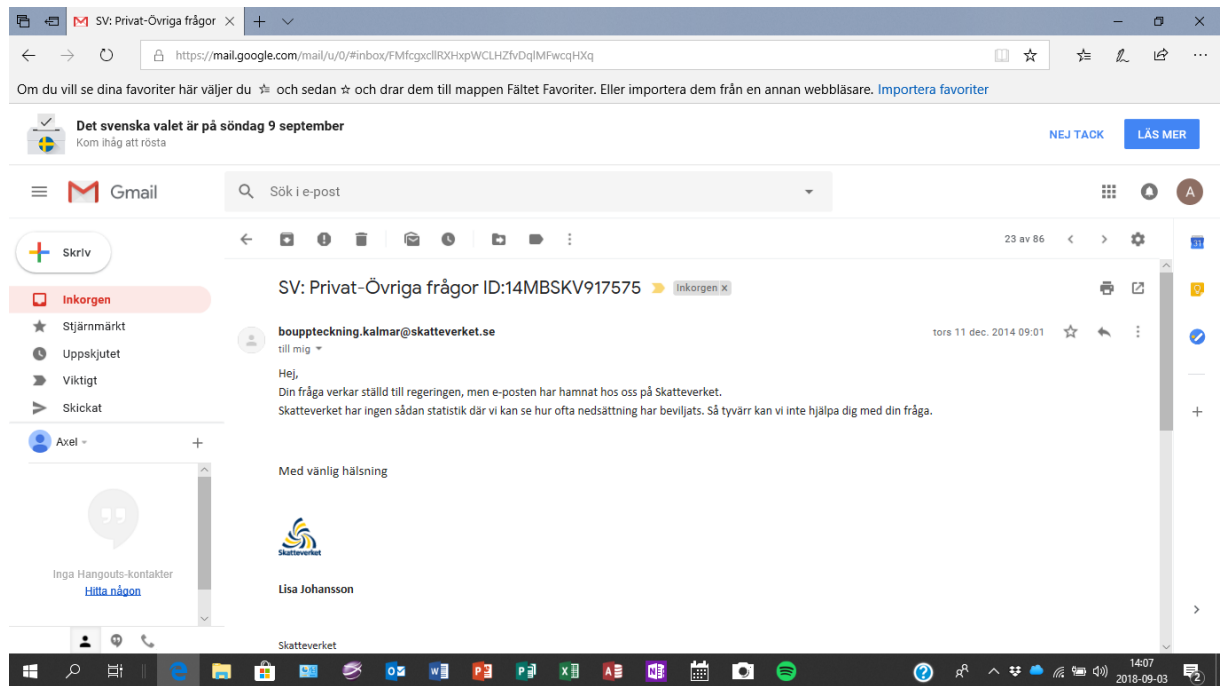 SV: Privat-Övriga frågor
https://mail.google.com/mail/u/0/#inbox/FMfcgxcllRXHxpWCLHZfvDqlMFwcqHXq
Om du vill se dina favoriter här väljer du och sedan och drar dem till mappen Fältet Favoriter. Eller importera dem från en annan webbläsare. Importera favoriter
Det svenska valet är på söndag 9 september
Kom ihåg att rösta
NEJ TACK
LÄS MER
Gmail
Sök i e-post
A
Skriv
23 av 86
31
Inkorgen
Stjärnmärkt
Uppskjutet
Viktigt
Skickat
Axel
Inga Hangouts-kontakter
Hitta någon
SV: Privat-Övriga frågor ID:14MBSKV917575
Inkorgen x
bouppteckning.kalmar@skatteverket.se
tors 11 dec. 2014 09:01
till mig
Hej,
Din fråga verkar ställd till regeringen, men e-posten har hamnat hos oss på Skatteverket.
Skatteverket har ingen sådan statistik där vi kan se hur ofta nedsättning har beviljats. Så tyvärr kan vi inte hjälpa dig med din fråga.
Med vänlig hälsning
Skatteverket
Lisa Johansson
Skatteverket
14:07
2018-09-03
2